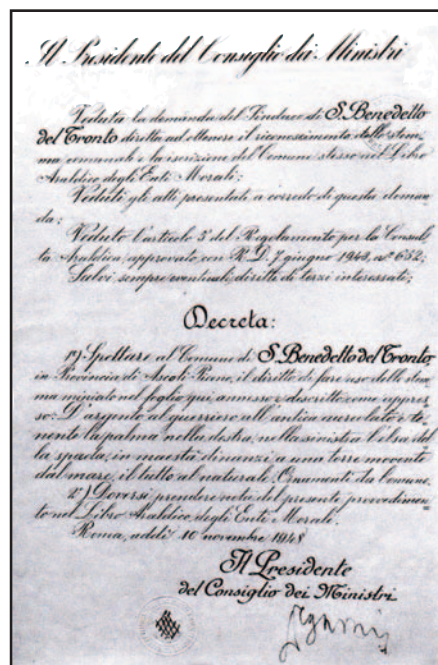 Il Presidente del Consiglio dei Ministri
Veduta la domanda del Sindaco di S. Benedetto
del Tronto diretta ad ottenere il riconoscimento dello stem=
ma comunale e la iscrizione del Comune stesso nel Libro
Araldico degli Enti Morali;
Veduti gli atti presentati a corredo di questa doman=
da;
Veduto l'articolo 5 del Regolamento per la Consul=
ta Araldica, approvato con R.D. 7 giugno 1943, n° 652;
Salvi sempre eventuali diritti di terzi interessati;
Decreta:
1°) Spettare al Comune di S. Benedetto del Tronto,
in Provincia di Ascoli Piceno, il diritto di fare uso dello stem=
ma miniato nel foglio qui annesso e descritto come appres=
so: D'argento al guerriero all'antica e te=
nente la palma nella destra, nella sinistra l'elsa del=
la spada, in maestà dinanzi a una torre movente
dal mare, il tutto al naturale. Ornamenti da Comune.
2°) Doversi prendere nota del presente provvedimen=
to nel Libro Araldico degli Enti Morali.
Roma, addì 10 novembre 1948
Il Presidente
del Consiglio dei Ministri